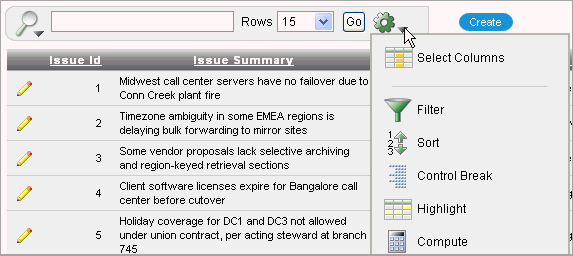 Rows 15 Go Create
Issue Id Issue Summary
Select Columns
1 Midwest call center servers have no failover due to
Conn Creek plant fire
Filter
2 Timezone ambiguity in some EMEA regions is
delaying bulk forwarding to mirror sites
Sort
3 Some vendor proposals lack selective archiving
and region-keyed retrieval sections
Control Break
4 Client software licenses expire for Bangalore call
center before cutover
Highlight
5 Holiday coverage for DC1 and DC3 not allowed
under union contract, per acting steward at branch
745
Compute